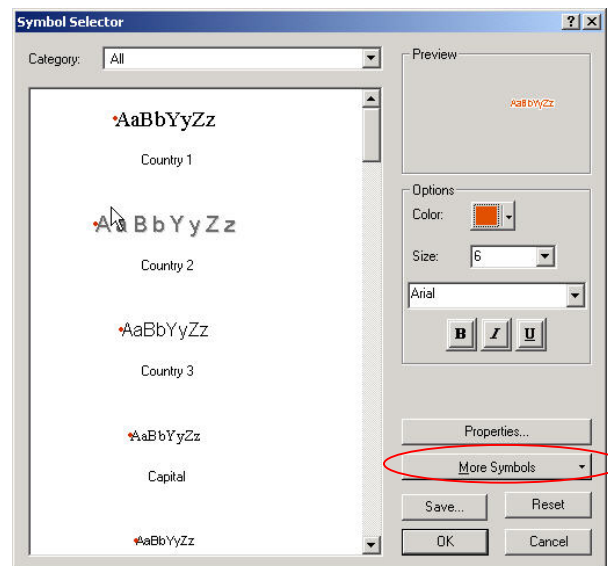 Symbol Selector
Category: All
AaBbYyZz
Country 1
AaBbYyZz
Country 2
AaBbYyZz
Country 3
AaBbYyZz
Capital
AaBbYyZz
Preview
AaBbYyZz
Options
Color:
Size: 6
Arial
B I U
Properties...
More Symbols
Save... Reset
OK Cancel